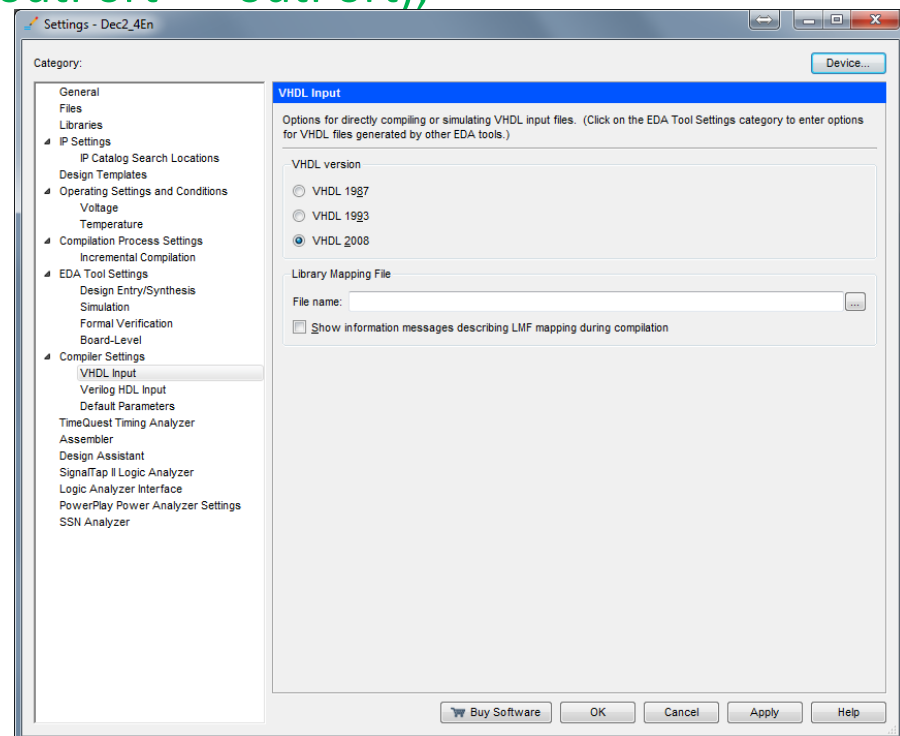 Settings - Dec2_4En
Category:
Device...
General
Files
Libraries
IP Settings
IP Catalog Search Locations
Design Templates
Operating Settings and Conditions
Voltage
Temperature
Compilation Process Settings
Incremental Compilation
EDA Tool Settings
Design Entry/Synthesis
Simulation
Formal Verification
Board-Level
Compiler Settings
VHDL Input
Verilog HDL Input
Default Parameters
TimeQuest Timing Analyzer
Assembler
Design Assistant
SignalTap II Logic Analyzer
Logic Analyzer Interface
PowerPlay Power Analyzer Settings
SSN Analyzer
VHDL Input
Options for directly compiling or simulating VHDL input files. (Click on the EDA Tool Settings category to enter options
for VHDL files generated by other EDA tools.)
VHDL version
VHDL 1987
VHDL 1993
VHDL 2008
Library Mapping File
File name:
...
Show information messages describing LMF mapping during compilation
Buy Software
OK
Cancel
Apply
Help